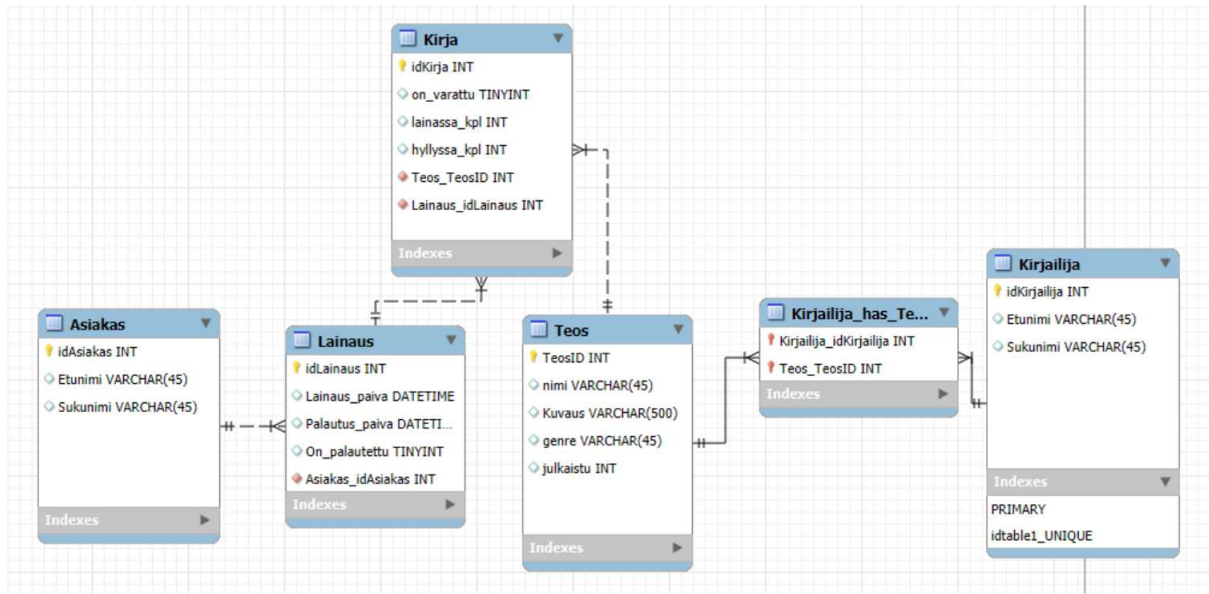 Kirja
idKirja INT
on_varattu TINYINT
lainassa_kpl INT
hyllyssa_kpl INT
Teos_TeosID INT
Lainaus_idLainaus INT
Indexes
Asiakas
idAsiakas INT
Etunimi VARCHAR(45)
Sukunimi VARCHAR(45)
Indexes
Lainaus
idLainaus INT
Lainaus_paiva DATETIME
Palautus_paiva DATETI...
On_palautettu TINYINT
Asiakas_idAsiakas INT
Indexes
Teos
TeosID INT
nimi VARCHAR(45)
Kuvaus VARCHAR(500)
genre VARCHAR(45)
julkaistu INT
Indexes
Kirjailija_has_Te...
Kirjailija_idKirjailija INT
Teos_TeosID INT
Indexes
Kirjailija
idKirjailija INT
Etunimi VARCHAR(45)
Sukunimi VARCHAR(45)
Indexes
PRIMARY
idtable1_UNIQUE